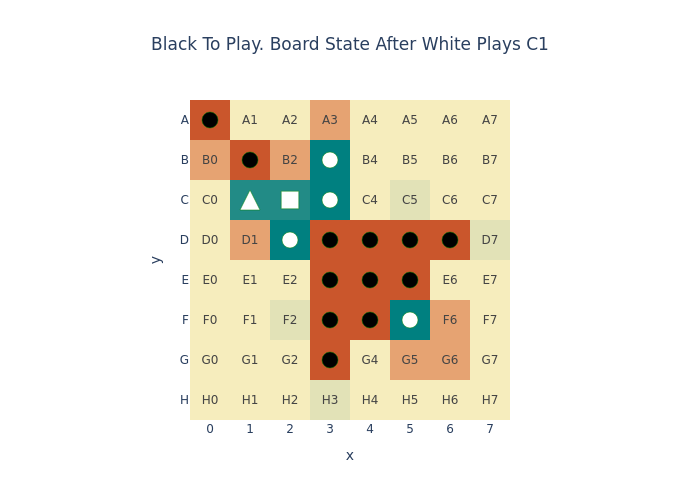 Black To Play. Board State After White Plays C1
A A1 A2 A3 A4 A5 A6 A7
B B0 B2 B4 B5 B6 B7
C C0 C4 C5 C6 C7
D D0 D1 D7
E E0 E1 E2 E6 E7
F F0 F1 F2 F6 F7
G G0 G1 G2 G4 G5 G6 G7
H H0 H1 H2 H3 H4 H5 H6 H7
0 1 2 3 4 5 6 7
x
y